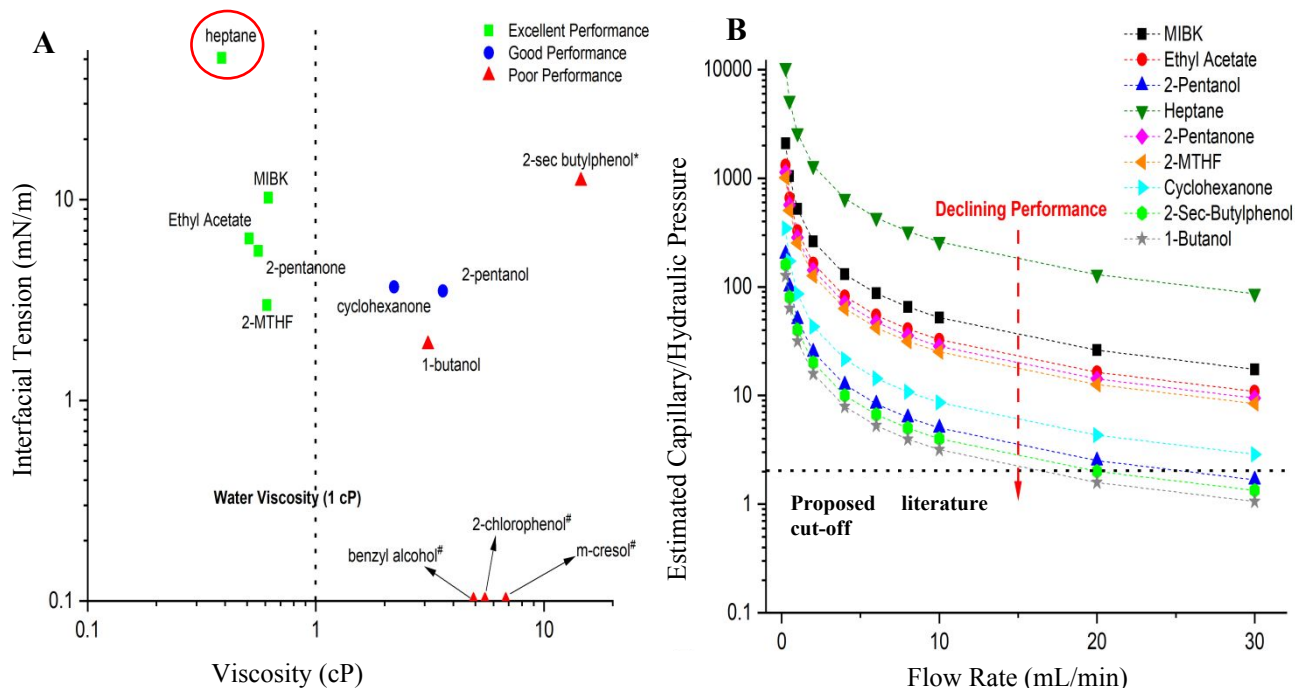 A
heptane
Excellent Performance
Good Performance
Poor Performance
2-sec butylphenol*
MIBK
Ethyl Acetate
2-pentanone
2-MTHF
2-pentanol
cyclohexanone
1-butanol
Water Viscosity (1 cP)
2-chlorophenol#
benzyl alcohol#
m-cresol#
Interfacial Tension (mN/m)
10
1
0.1
0.1
1
10
Viscosity (cP)
B
MIBK
Ethyl Acetate
2-Pentanol
Heptane
2-Pentanone
2-MTHF
Cyclohexanone
2-Sec-Butylphenol
1-Butanol
Declining Performance
Proposed literature
cut-off
Estimated Capillary/Hydraulic Pressure
10000
1000
100
10
1
0.1
0
10
20
30
Flow Rate (mL/min)